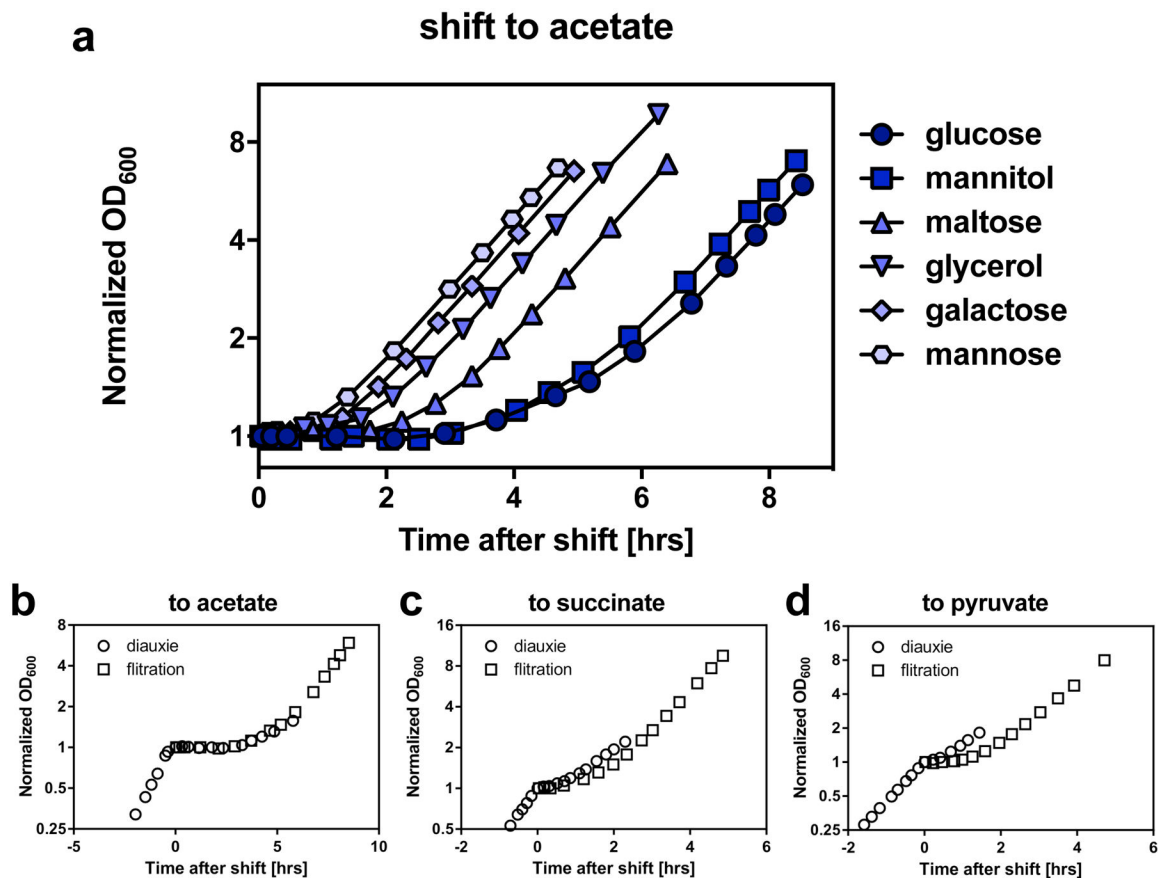 a
shift to acetate
Normalized OD600
8
4
2
1
0 2 4 6 8
Time after shift [hrs]
glucose
mannitol
maltose
glycerol
galactose
mannose
b
to acetate
Normalized OD600
8
4
2
1
0.5
0.25
diauxie
flitration
-5 0 5 10
Time after shift [hrs]
c
to succinate
Normalized OD600
16
8
4
2
1
0.5
diauxie
flitration
-2 0 2 4 6
Time after shift [hrs]
d
to pyruvate
Normalized OD600
16
8
4
2
1
0.5
0.25
diauxie
flitration
-2 0 2 4 6
Time after shift [hrs]